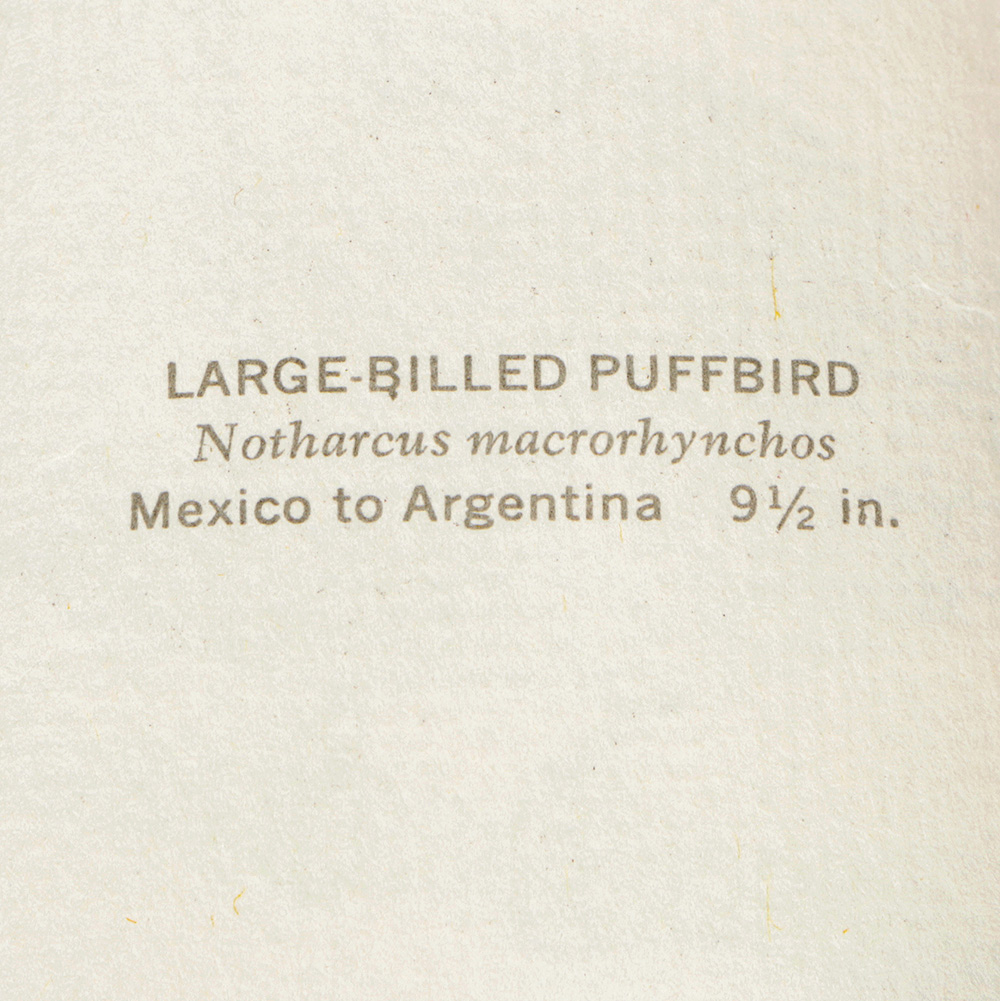 LARGE-BILLED PUFFBIRD
Notharcus macrorhynchos
Mexico to Argentina 9½ in.